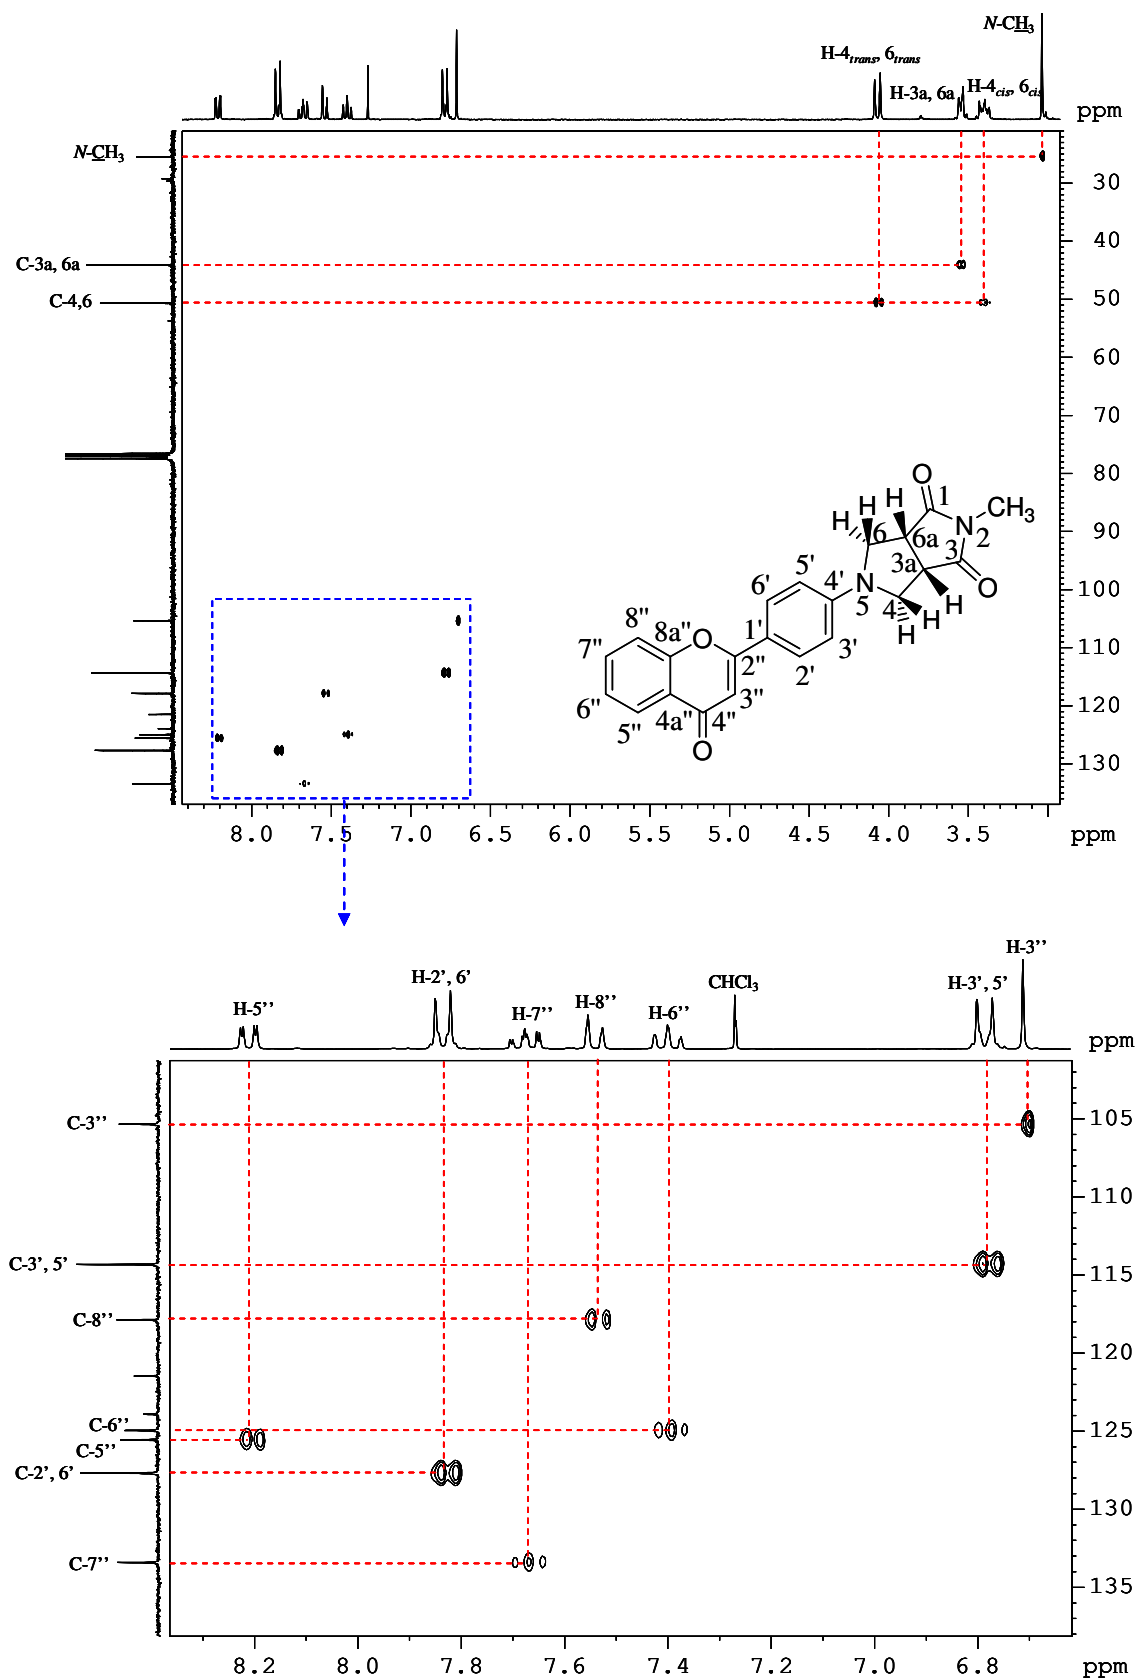 N-CH3
H-4trans, 6trans
H-3a, 6a
H-4cis, 6cis
ppm
N-CH3
C-3a, 6a
C-4,6
30
40
50
60
70
80
90
100
110
120
130
O
H
H
H
1
N
CH3
2
6
6a
3
3a
O
5'
4'
N
5
4
H
H
H
6'
8''
8a''
O
1'
3'
7''
2''
2'
6''
3''
4a''
4''
5''
O
8.0 7.5 7.0 6.5 6.0 5.5 5.0 4.5 4.0 3.5 ppm
H-3’’
H-2’, 6’
H-3’, 5’
CHCl3
H-5’’
H-7’’
H-8’’
H-6’’
ppm
C-3’’
C-3’, 5’
C-8’’
C-6’’
C-5’’
C-2’, 6’
C-7’’
105
110
115
120
125
130
135
8.2 8.0 7.8 7.6 7.4 7.2 7.0 6.8 ppm